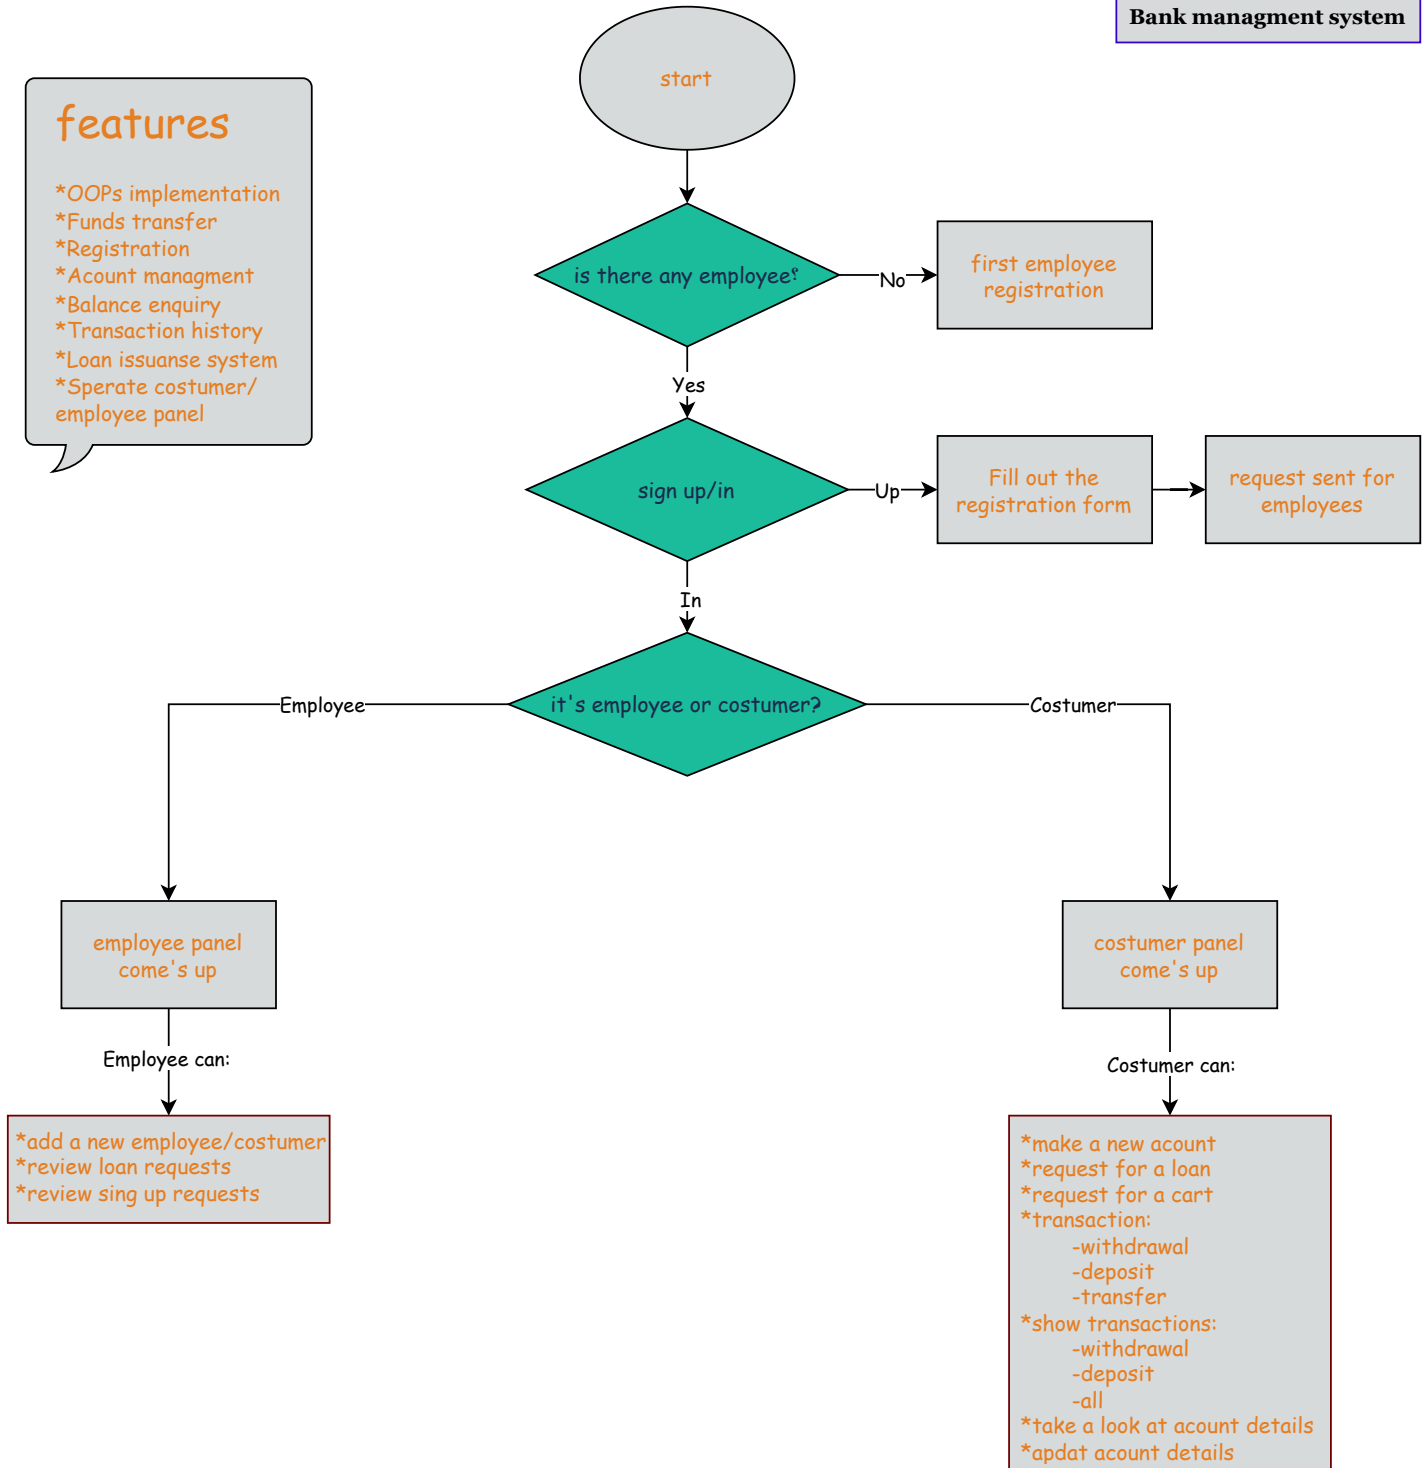 Bank managment system
start
features
*OOPs implementation
*Funds transfer
*Registration
*Acount managment
*Balance enquiry
*Transaction history
*Loan issuanse system
*Sperate costumer/
employee panel
is there any employee؟
No
first employee
registration
Yes
sign up/in
Up
Fill out the
registration form
request sent for
employees
In
it's employee or costumer?
Employee
Costumer
employee panel
come's up
costumer panel
come's up
Employee can:
Costumer can:
*add a new employee/costumer
*review loan requests
*review sing up requests
*make a new acount
*request for a loan
*request for a cart
*transaction:
-withdrawal
-deposit
-transfer
*show transactions:
-withdrawal
-deposit
-all
*take a look at acount details
*apdat acount details